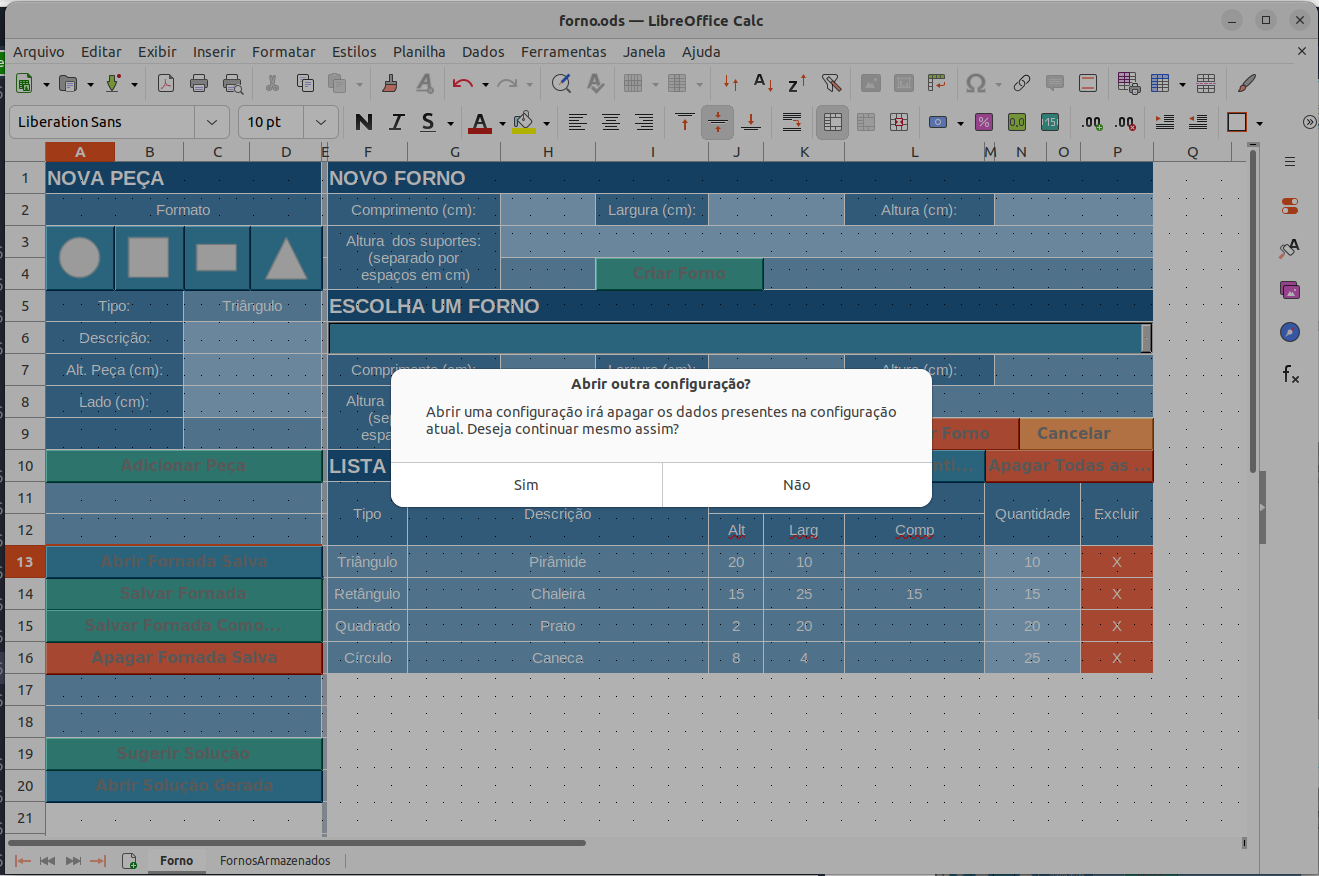 forno.ods — LibreOffice Calc
Arquivo Editar Exibir Inserir Formatar Estilos Planilha Dados Ferramentas Janela Ajuda
Liberation Sans 10 pt N I S A
A B C D E F G H I J K L M N O P Q
1 NOVA PEÇA NOVO FORNO
2 Formato Comprimento (cm): Largura (cm): Altura (cm):
3 Altura dos suportes:
(separado por
4 espaços em cm) Criar Forno
5 Tipo: Triângulo ESCOLHA UM FORNO
6 Descrição:
7 Alt. Peça (cm): (cm):
Abrir outra configuração?
8 Lado (cm): Altura
Abrir uma configuração irá apagar os dados presentes na configuração
atual. Deseja continuar mesmo assim?
9 Forno Cancelar
10 Adicionar Peça LISTA Apagar Todas as ...
Sim Não
11
Tipo Descrição Quantidade Excluir
12 Alt Larg Comp
13 Abrir Fornada Salva Triângulo Pirâmide 20 10 10 X
14 Salvar Fornada Retângulo Chaleira 15 25 15 15 X
15 Salvar Fornada Como... Quadrado Prato 2 20 20 X
16 Apagar Fornada Salva Círculo Caneca 8 4 25 X
17
18
19 Sugerir Solução
20 Abrir Solução Gerada
21
Forno FornosArmazenados